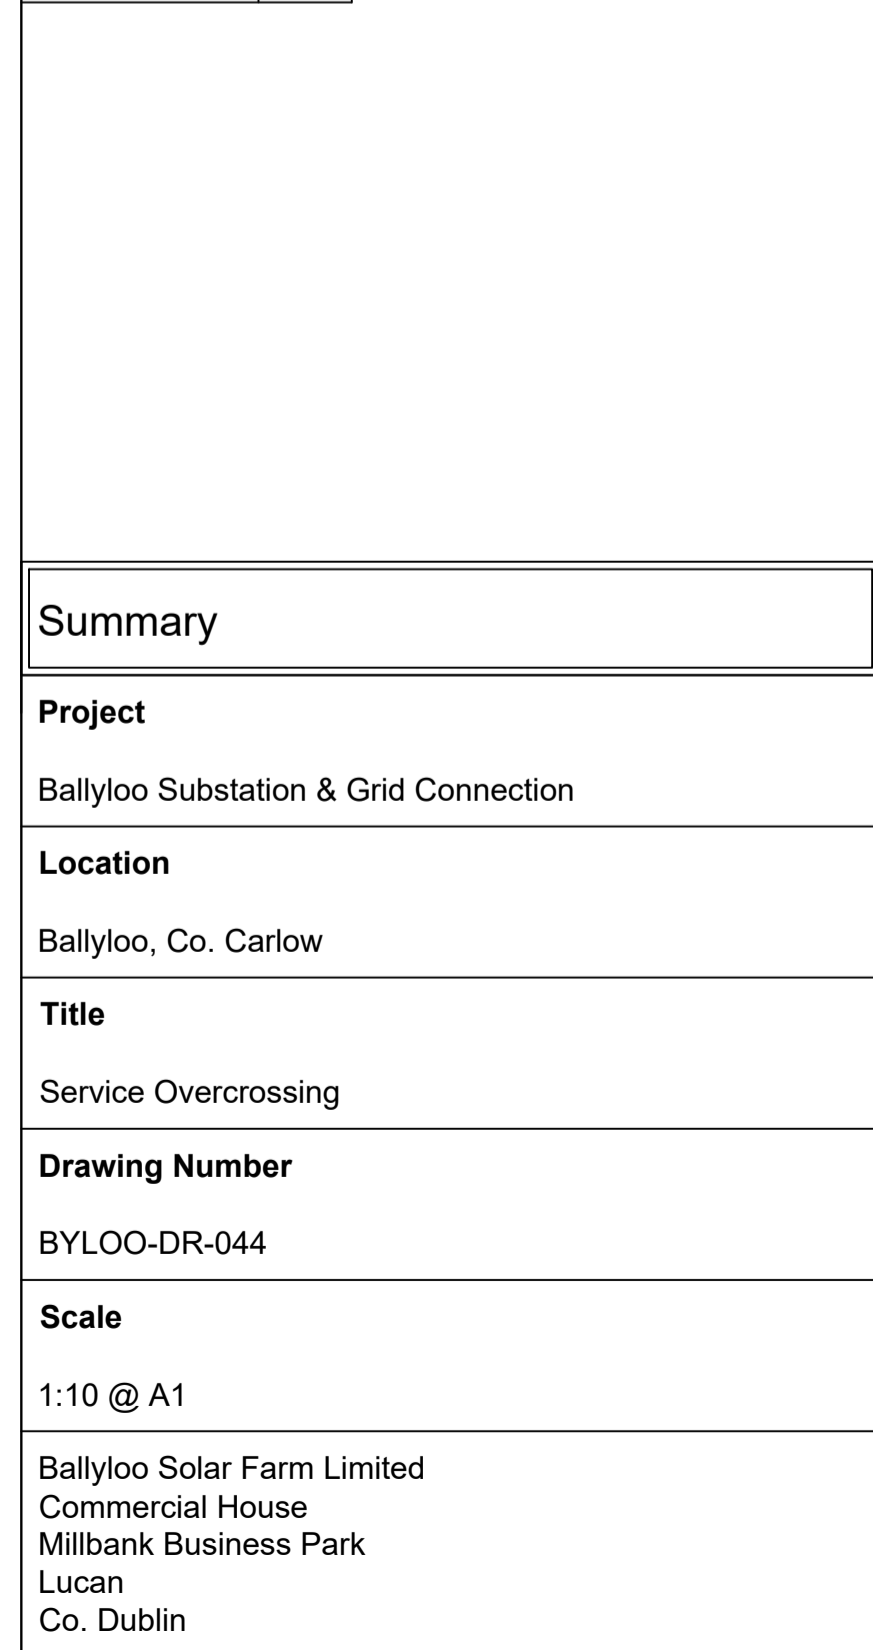 Summary
Project
Ballyloo Substation & Grid Connection
Location
Ballyloo, Co. Carlow
Title
Service Overcrossing
Drawing Number
BYLOO-DR-044
Scale
1:10 @ A1
Ballyloo Solar Farm Limited
Commercial House
Millbank Business Park
Lucan
Co. Dublin